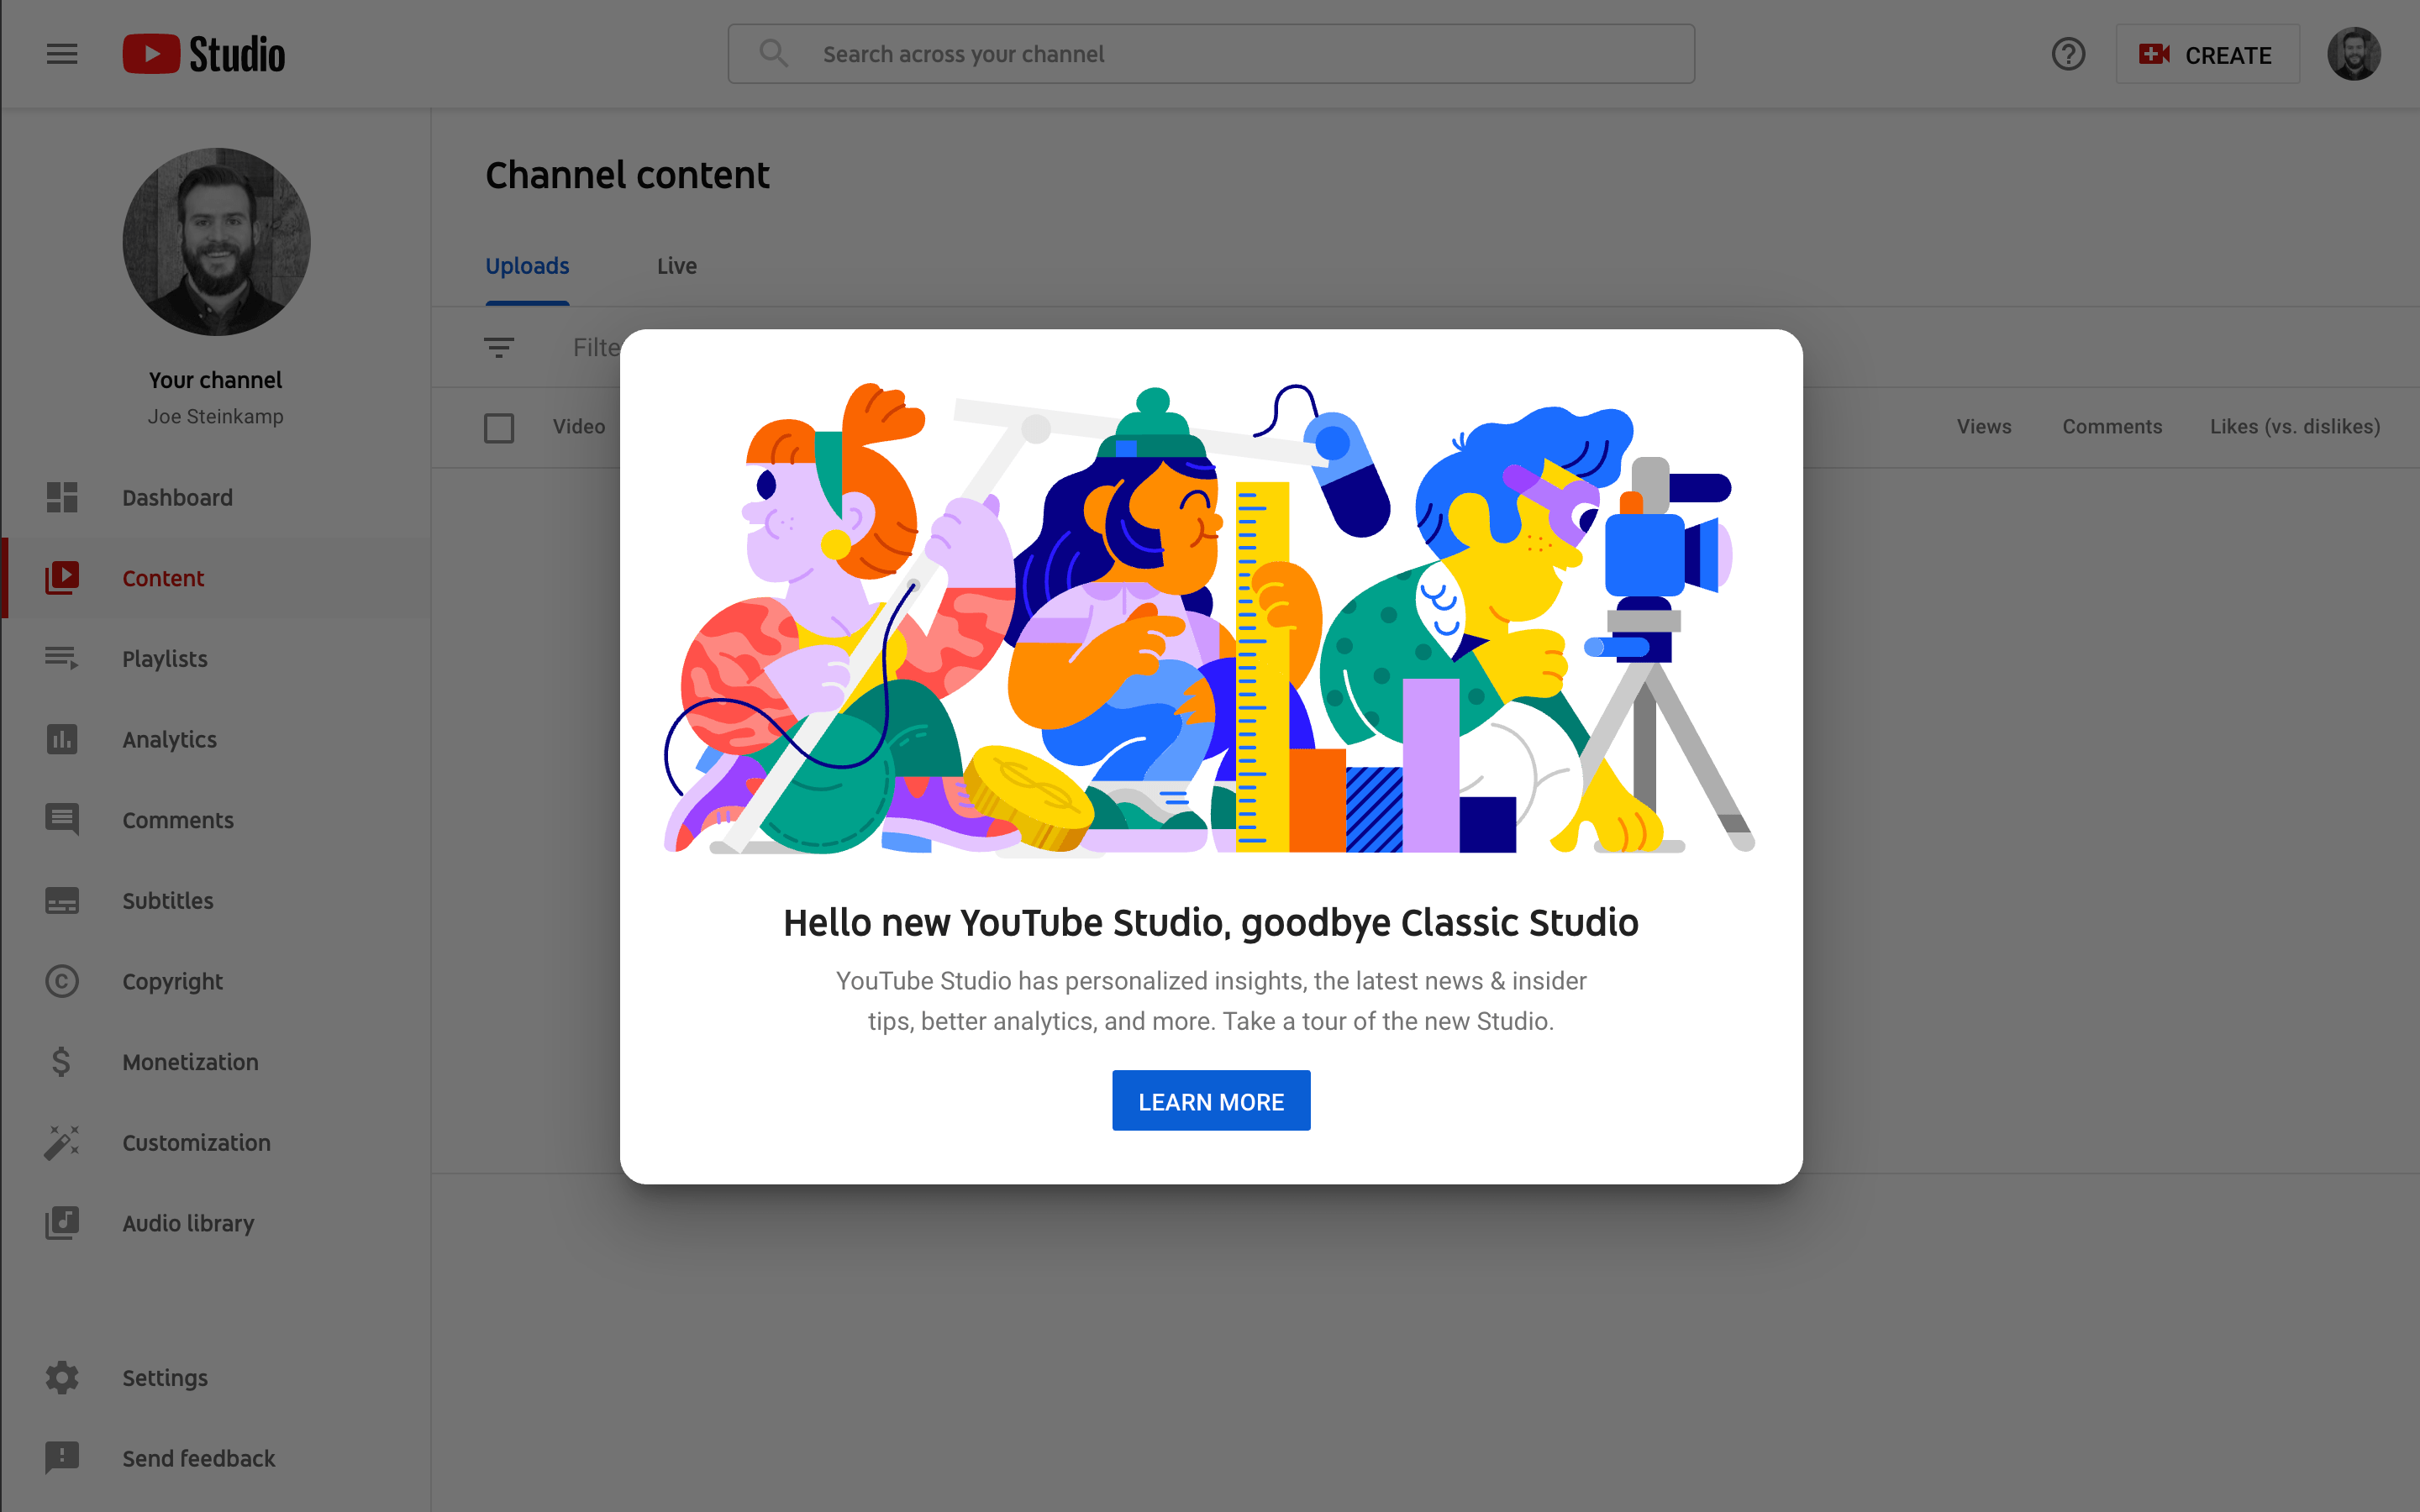 Studio
Search across your channel
CREATE
Your channel
Joe Steinkamp
Dashboard
Content
Playlists
Analytics
Comments
Subtitles
Copyright
Monetization
Customization
Audio library
Settings
Send feedback
Channel content
Uploads
Live
Filte
Video
Views
Comments
Likes (vs. dislikes)
Hello new YouTube Studio, goodbye Classic Studio
YouTube Studio has personalized insights, the latest news & insider
tips, better analytics, and more. Take a tour of the new Studio.
LEARN MORE